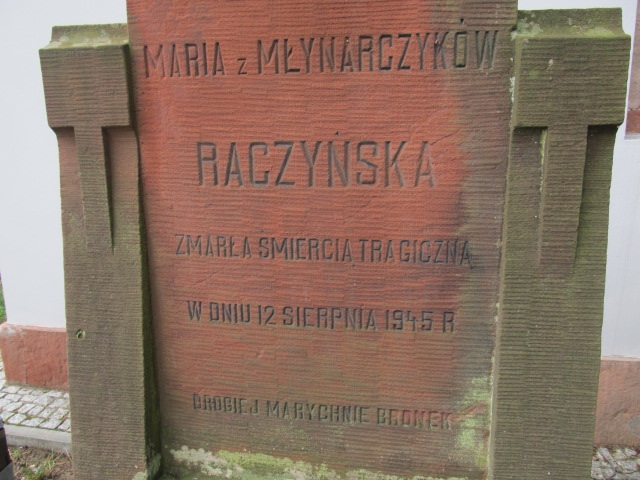 MARIA z MŁYNARCZYKÓW
RACZYŃSKA
ZMARŁA ŚMIERCIĄ TRAGICZNĄ
W DNIU 12 SIERPNIA 1945 R
DROGIEJ MARYCHNIE BRONEK